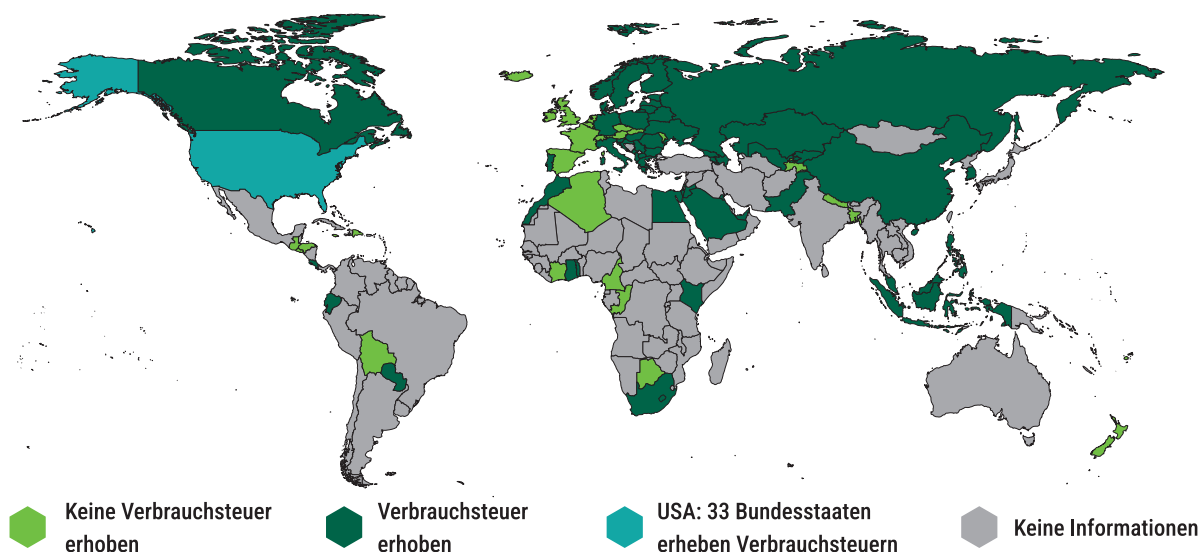 Keine Verbrauchsteuer
erhoben
Verbrauchsteuer
erhoben
USA: 33 Bundesstaaten
erheben Verbrauchsteuern
Keine Informationen